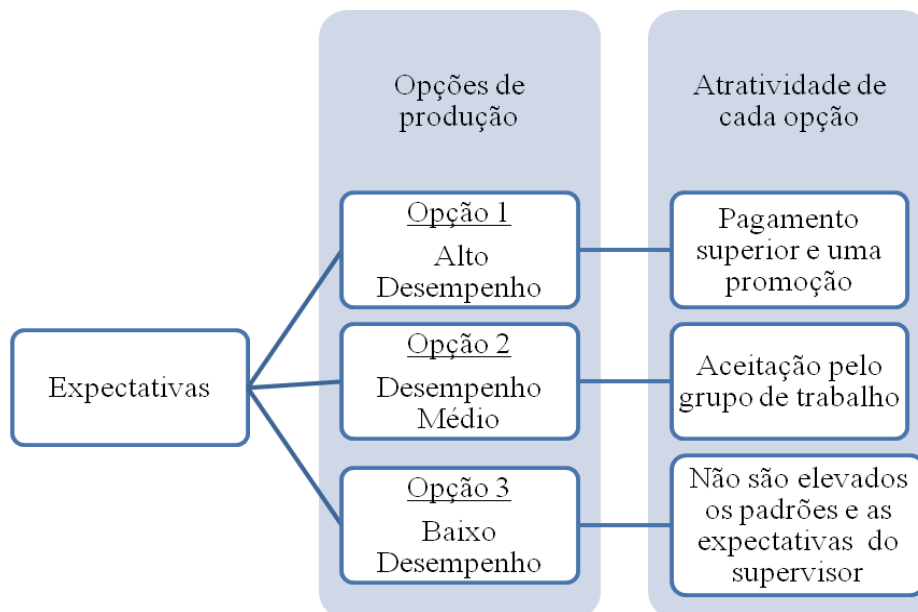 Opções de
produção
Atratividade de
cada opção
Expectativas
Opção 1
Alto
Desempenho
Pagamento
superior e uma
promoção
Opção 2
Desempenho
Médio
Aceitação pelo
grupo de trabalho
Opção 3
Baixo
Desempenho
Não são elevados
os padrões e as
expectativas do
supervisor